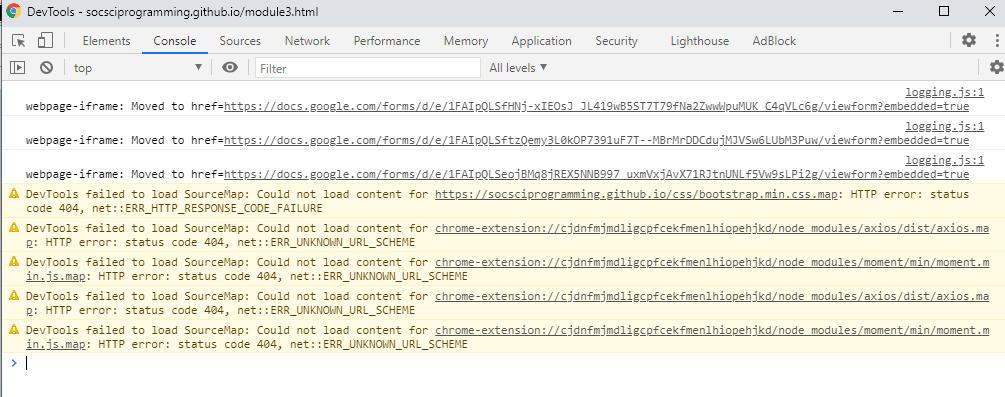 DevTools - socsciprogramming.github.io/module3.html
Elements Console Sources Network Performance Memory Application Security Lighthouse AdBlock
top Filter All levels
logging.js:1
webpage-iframe: Moved to href=https://docs.google.com/forms/d/e/1FAIpQLSfHNj-xIEOsJ_JL419wB5ST7T79fNa2ZwwWpuMUK_C4qVLc6g/viewform?embedded=true
logging.js:1
webpage-iframe: Moved to href=https://docs.google.com/forms/d/e/1FAIpQLSftzQemy3L0kOP7391uF7T--MBrMrDDCdujMJVSw6LUbM3Puw/viewform?embedded=true
logging.js:1
webpage-iframe: Moved to href=https://docs.google.com/forms/d/e/1FAIpQLSeojBMq8jREX5NNB997_uxmVxjAvX71RJtnUNLf5Vw9sLPi2g/viewform?embedded=true
DevTools failed to load SourceMap: Could not load content for https://socsciprogramming.github.io/css/bootstrap.min.css.map: HTTP error: status
code 404, net::ERR_HTTP_RESPONSE_CODE_FAILURE
DevTools failed to load SourceMap: Could not load content for chrome-extension://cjdnfmjmdligcpfcekfmenlhiopehjkd/node_modules/axios/dist/axios.ma
p: HTTP error: status code 404, net::ERR_UNKNOWN_URL_SCHEME
DevTools failed to load SourceMap: Could not load content for chrome-extension://cjdnfmjmdligcpfcekfmenlhiopehjkd/node_modules/moment/min/moment.m
in.js.map: HTTP error: status code 404, net::ERR_UNKNOWN_URL_SCHEME
DevTools failed to load SourceMap: Could not load content for chrome-extension://cjdnfmjmdligcpfcekfmenlhiopehjkd/node_modules/axios/dist/axios.ma
p: HTTP error: status code 404, net::ERR_UNKNOWN_URL_SCHEME
DevTools failed to load SourceMap: Could not load content for chrome-extension://cjdnfmjmdligcpfcekfmenlhiopehjkd/node_modules/moment/min/moment.m
in.js.map: HTTP error: status code 404, net::ERR_UNKNOWN_URL_SCHEME